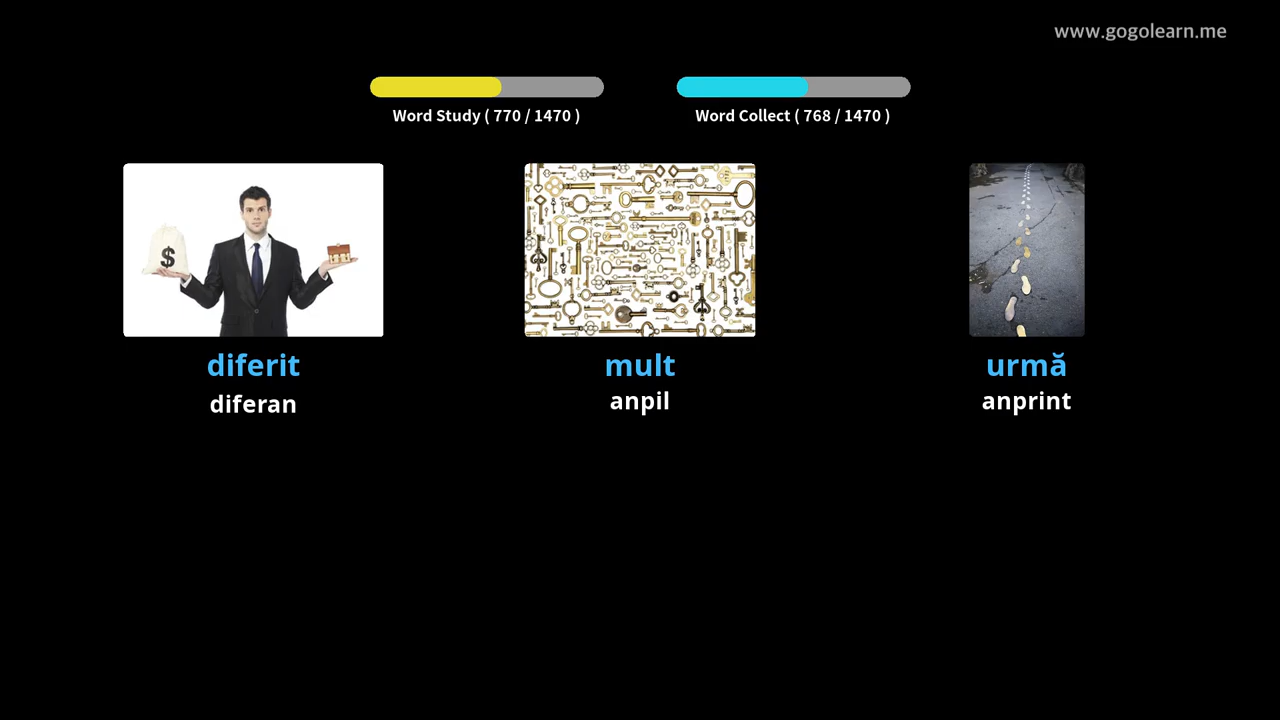 www.gogolearn.me
Word Study ( 770 / 1470 )
Word Collect ( 768 / 1470 )
$
diferit
mult
urmă
diferan
anpil
anprint